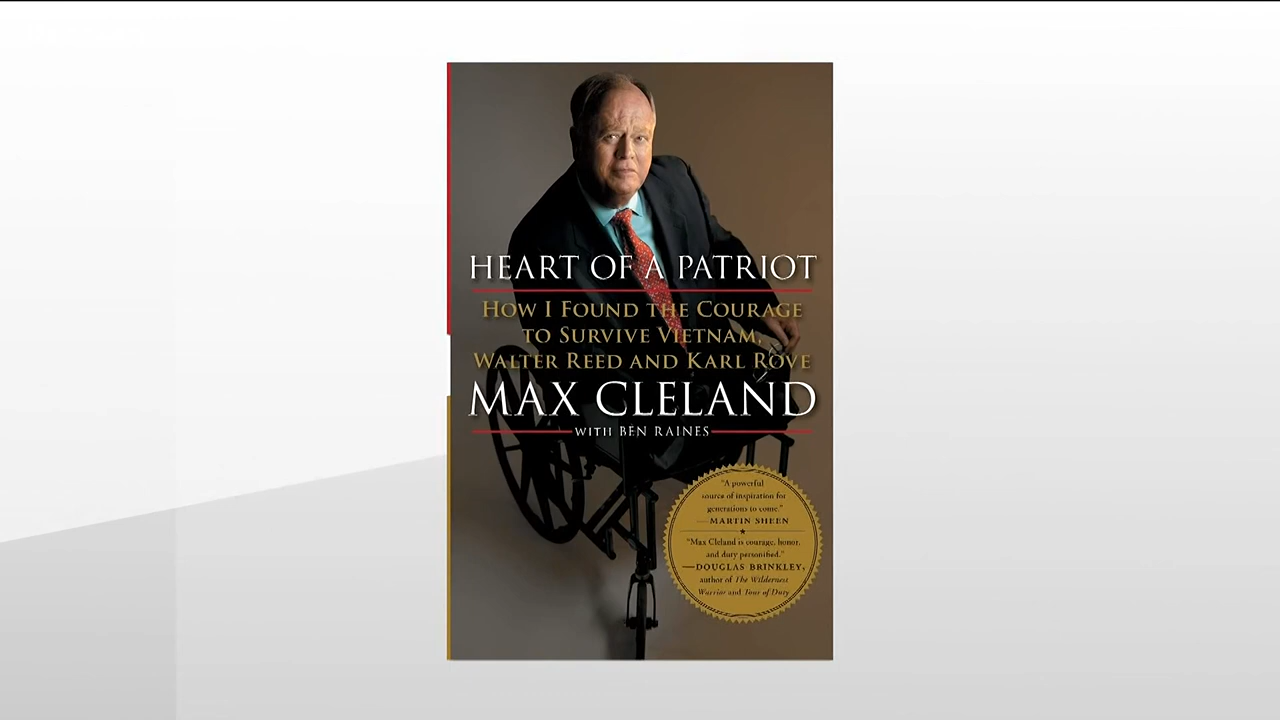 HEART OF A PATRIOT
HOW I FOUND THE COURAGE
TO SURVIVE VIETNAM,
WALTER REED AND KARL ROVE
MAX CLELAND
WITH BEN RAINES
"A powerful
source of inspiration for
generations to come."
—MARTIN SHEEN
"Max Cleland is courage, honor,
and duty personified."
—DOUGLAS BRINKLEY,
author of The Wilderness
Warrior and Tour of Duty